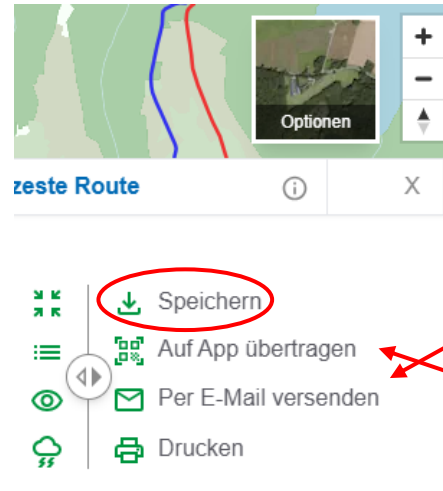 Optionen
zeste Route
X
Speichern
Auf App übertragen
Per E-Mail versenden
Drucken